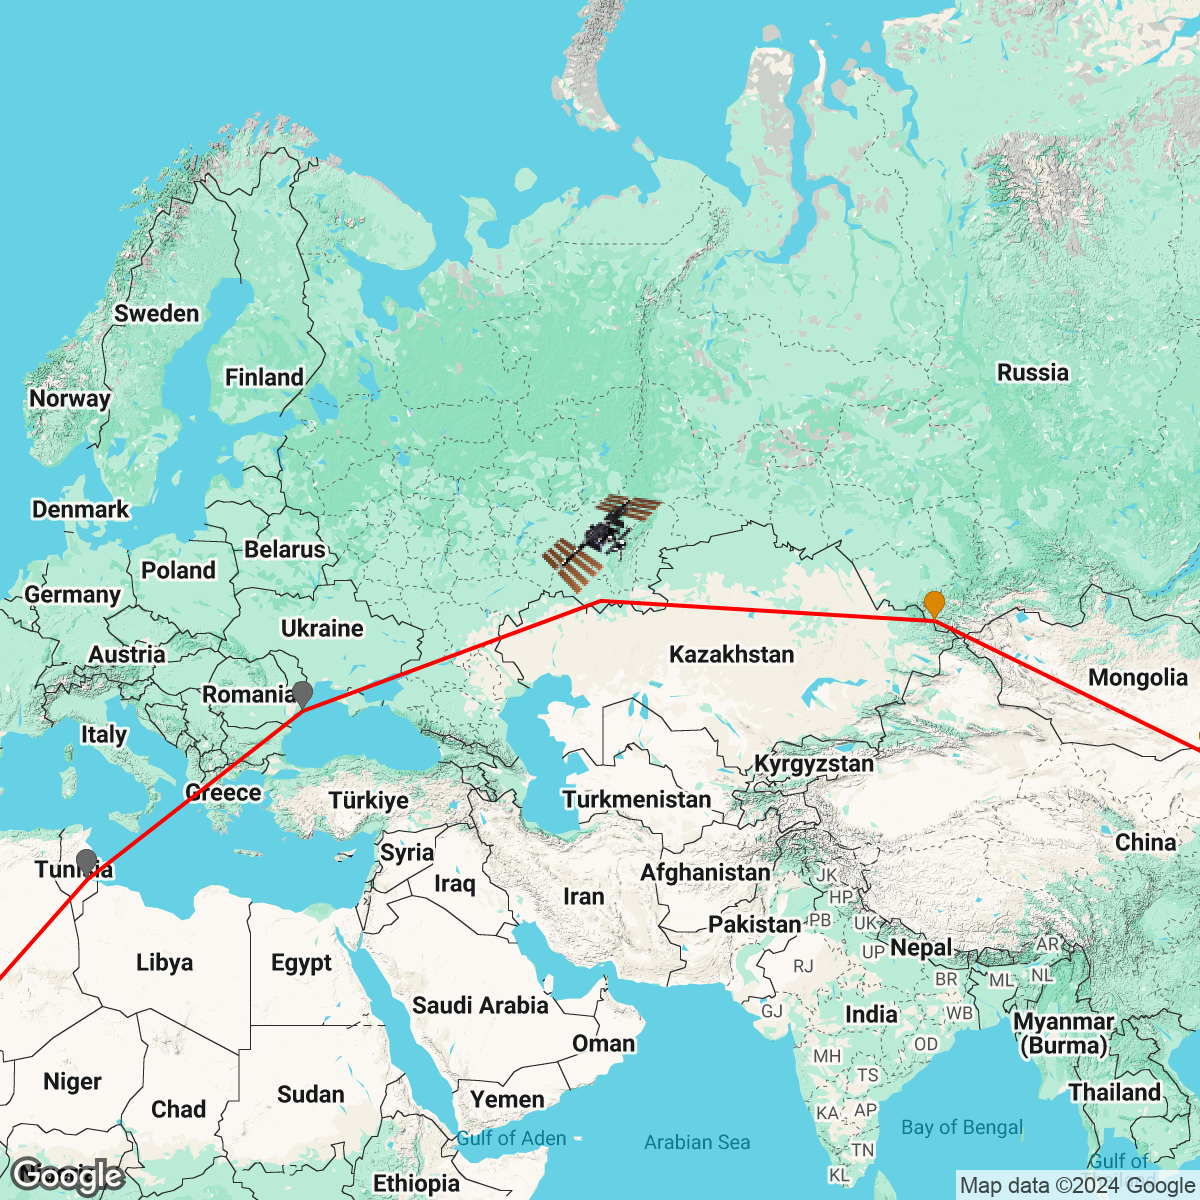 Sweden
Finland
Norway
Russia
Denmark
Belarus
Poland
Germany
Ukraine
Austria
Kazakhstan
Mongolia
Romania
Italy
Kyrgyzstan
Greece
Türkiye
Turkmenistan
China
Syria
Tunisia
Afghanistan
JK
Iraq
Iran
HP
Pakistan
PB
UK
Nepal
AR
UP
Libya
Egypt
RJ
BR
ML
NL
Saudi Arabia
GJ
India
WB
Myanmar
(Burma)
Oman
OD
MH
TS
Niger
Chad
Sudan
Yemen
Thailand
KA
AP
Gulf of Aden
Arabian Sea
Bay of Bengal
TN
KL
Gulf of
Ethiopia
Google
Map data ©2024 Google